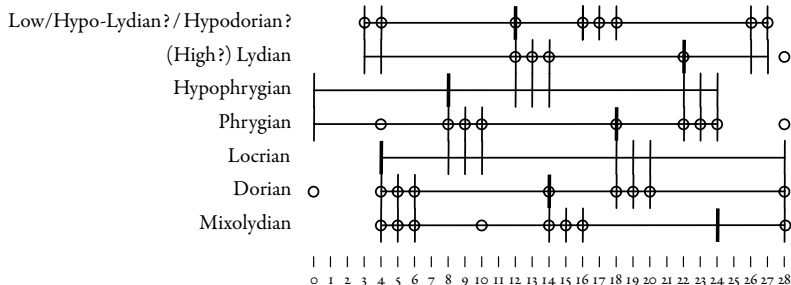 Low/Hypo-Lydian?/Hypodorian?
(High?) Lydian
Hypophrygian
Phrygian
Locrian
Dorian
Mixolydian
0 1 2 3 4 5 6 7 8 9 10 11 12 13 14 15 16 17 18 19 20 21 22 23 24 25 26 27 28